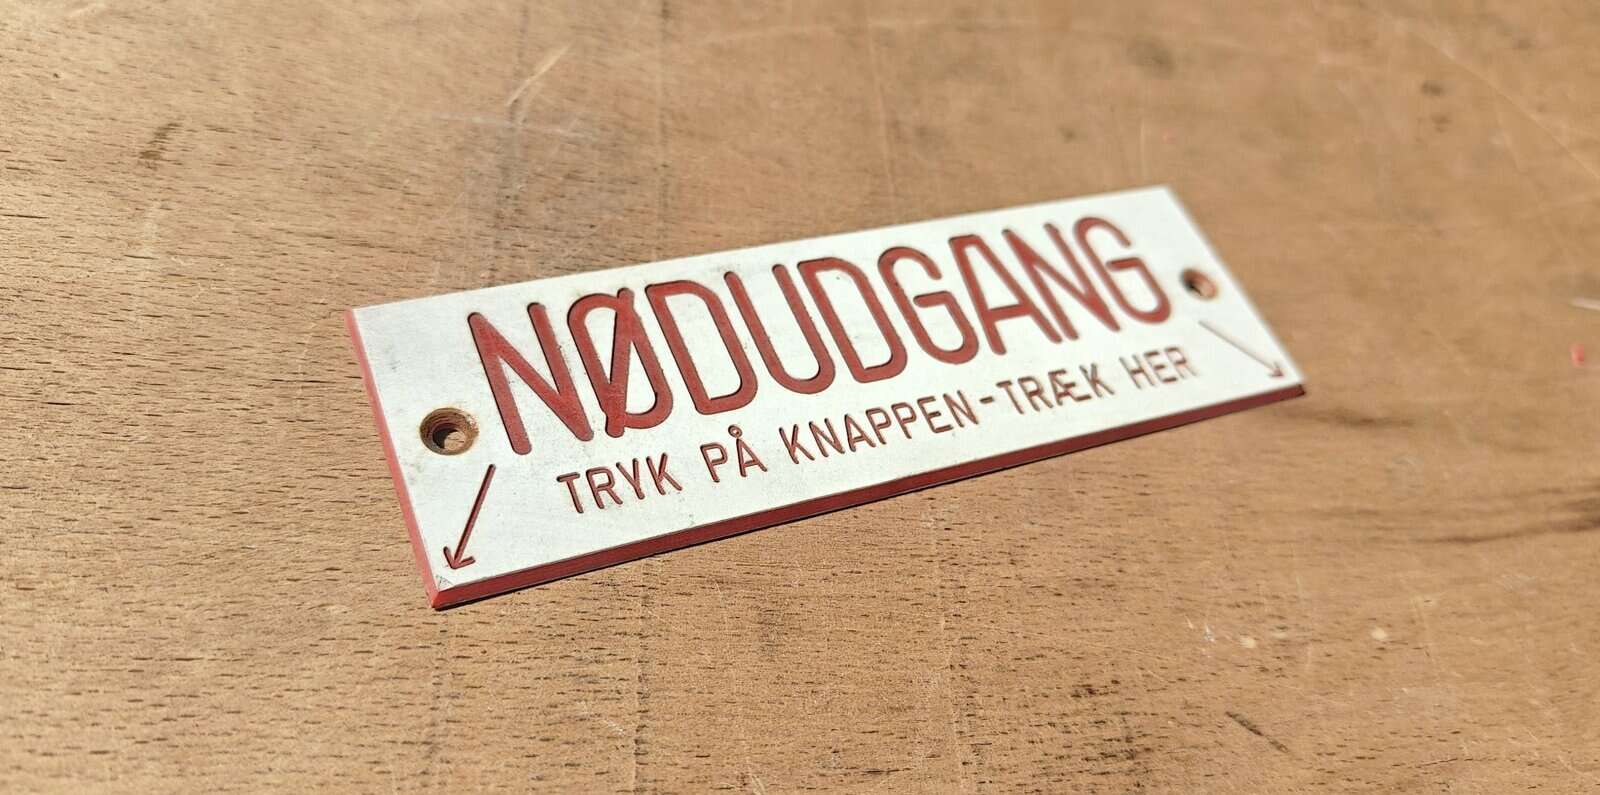 NØDUDGANG
TRYK PÅ KNAPPEN-TRÆK HER